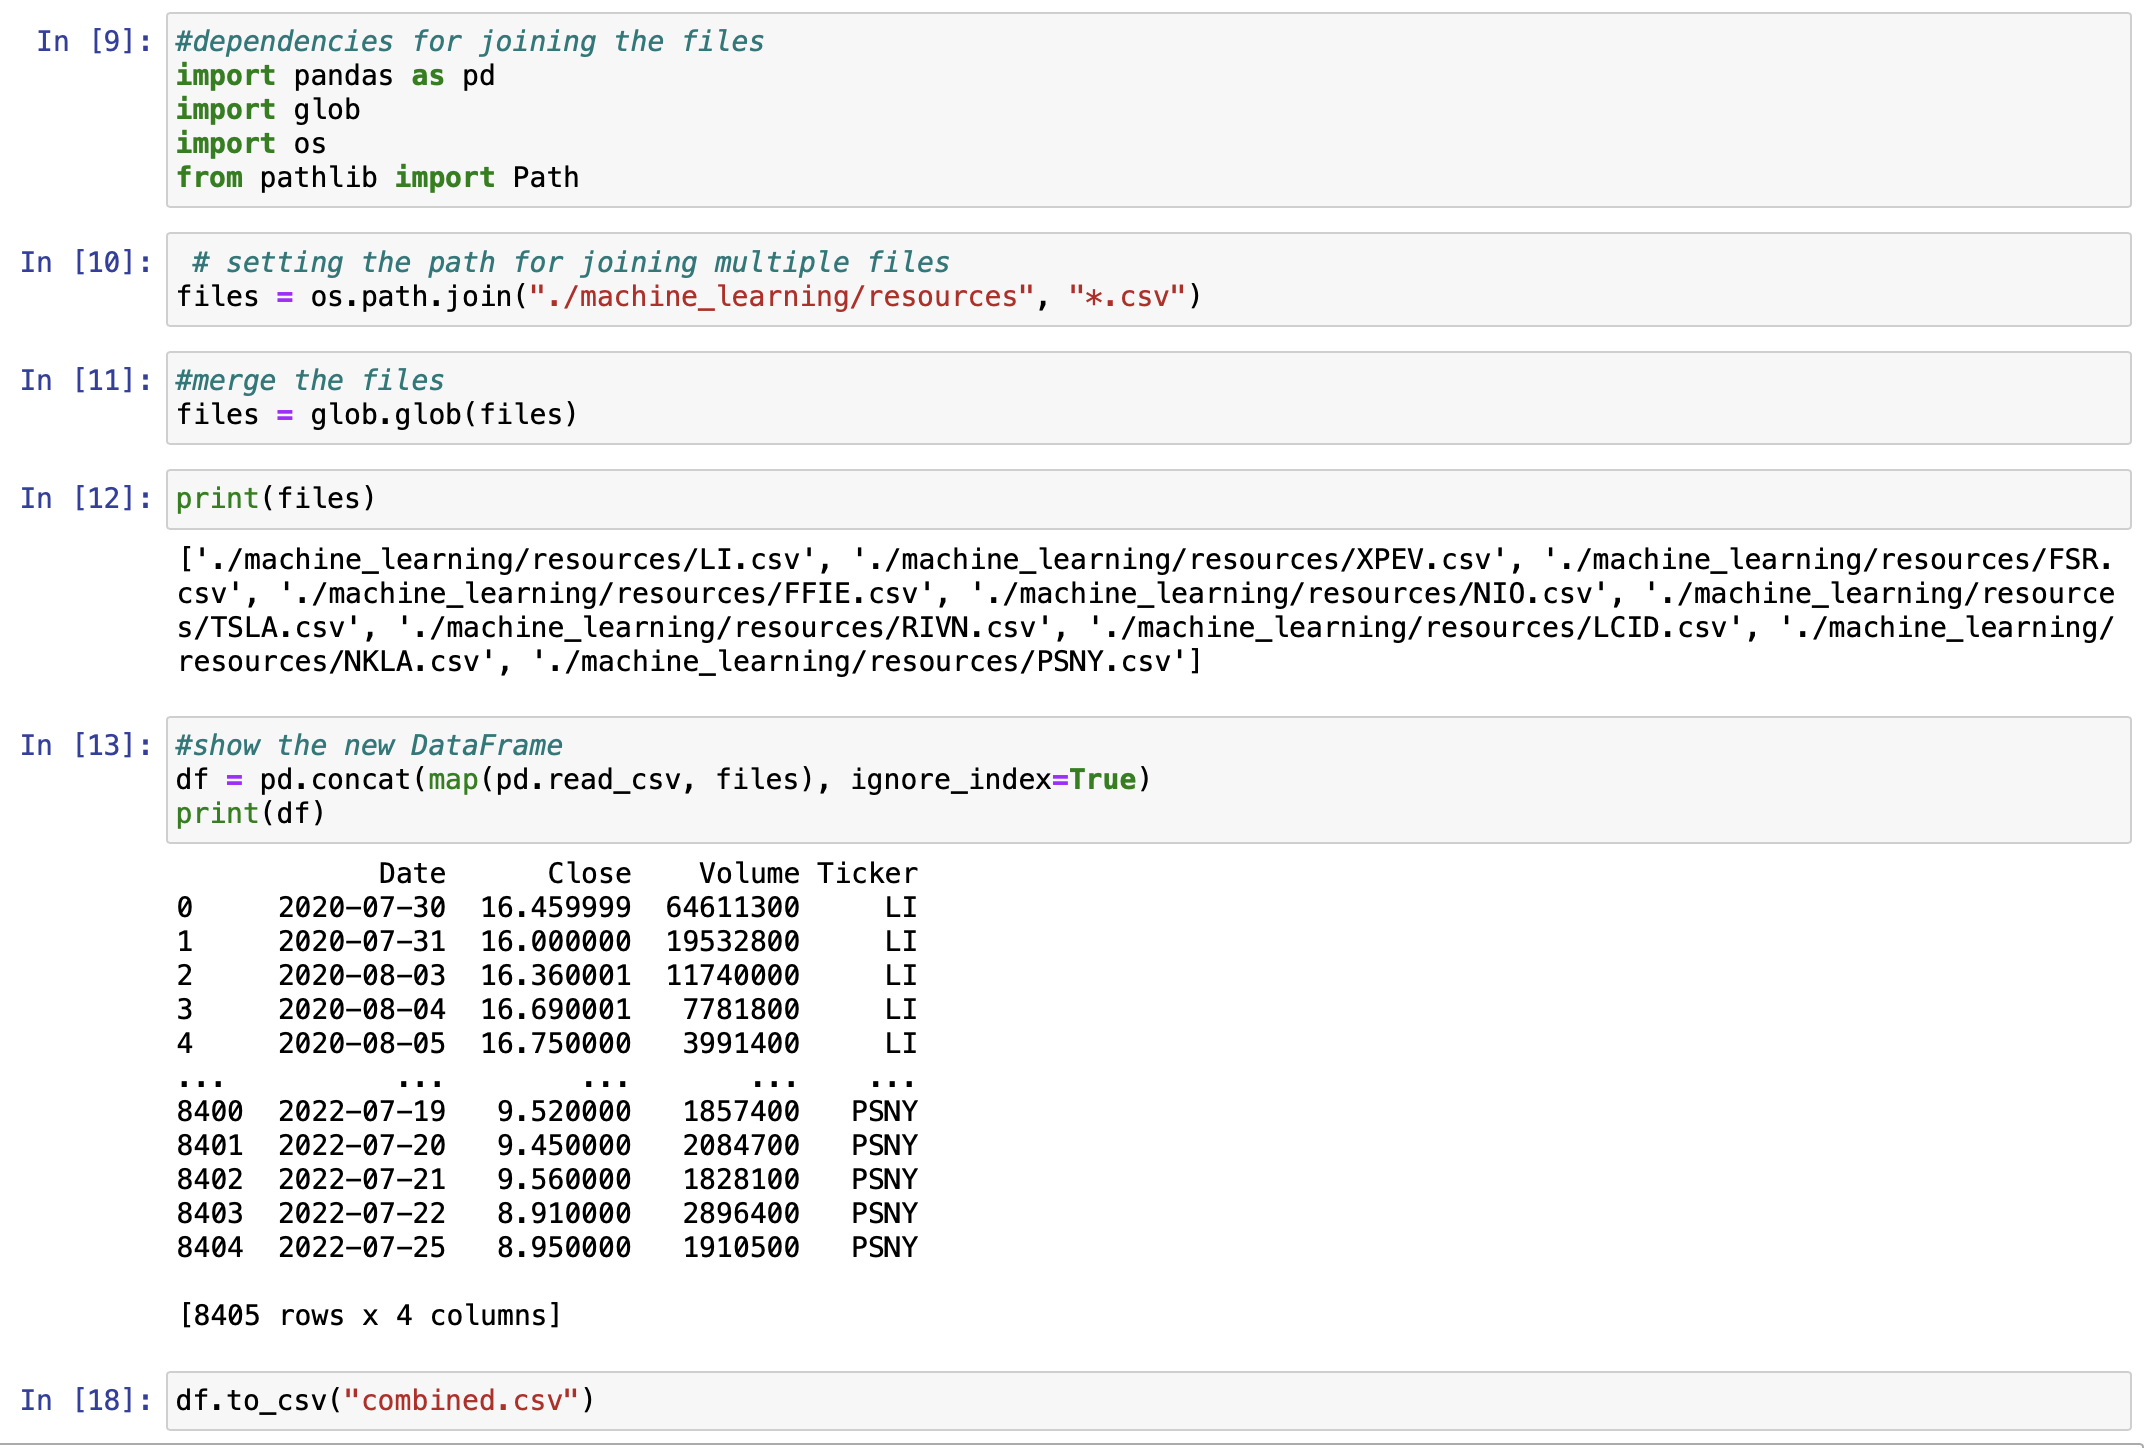 In [9]: #dependencies for joining the files
import pandas as pd
import glob
import os
from pathlib import Path
In [10]:  # setting the path for joining multiple files
files = os.path.join("./machine_learning/resources", "*.csv")
In [11]: #merge the files
files = glob.glob(files)
In [12]: print(files)
['./machine_learning/resources/LI.csv', './machine_learning/resources/XPEV.csv', './machine_learning/resources/FSR.
csv', './machine_learning/resources/FFIE.csv', './machine_learning/resources/NIO.csv', './machine_learning/resource
s/TSLA.csv', './machine_learning/resources/RIVN.csv', './machine_learning/resources/LCID.csv', './machine_learning/
resources/NKLA.csv', './machine_learning/resources/PSNY.csv']
In [13]: #show the new DataFrame
df = pd.concat(map(pd.read_csv, files), ignore_index=True)
print(df)
            Date      Close    Volume Ticker
0     2020-07-30  16.459999  64611300     LI
1     2020-07-31  16.000000  19532800     LI
2     2020-08-03  16.360001  11740000     LI
3     2020-08-04  16.690001   7781800     LI
4     2020-08-05  16.750000   3991400     LI
...          ...        ...       ...    ...
8400  2022-07-19   9.520000   1857400   PSNY
8401  2022-07-20   9.450000   2084700   PSNY
8402  2022-07-21   9.560000   1828100   PSNY
8403  2022-07-22   8.910000   2896400   PSNY
8404  2022-07-25   8.950000   1910500   PSNY
[8405 rows x 4 columns]
In [18]: df.to_csv("combined.csv")